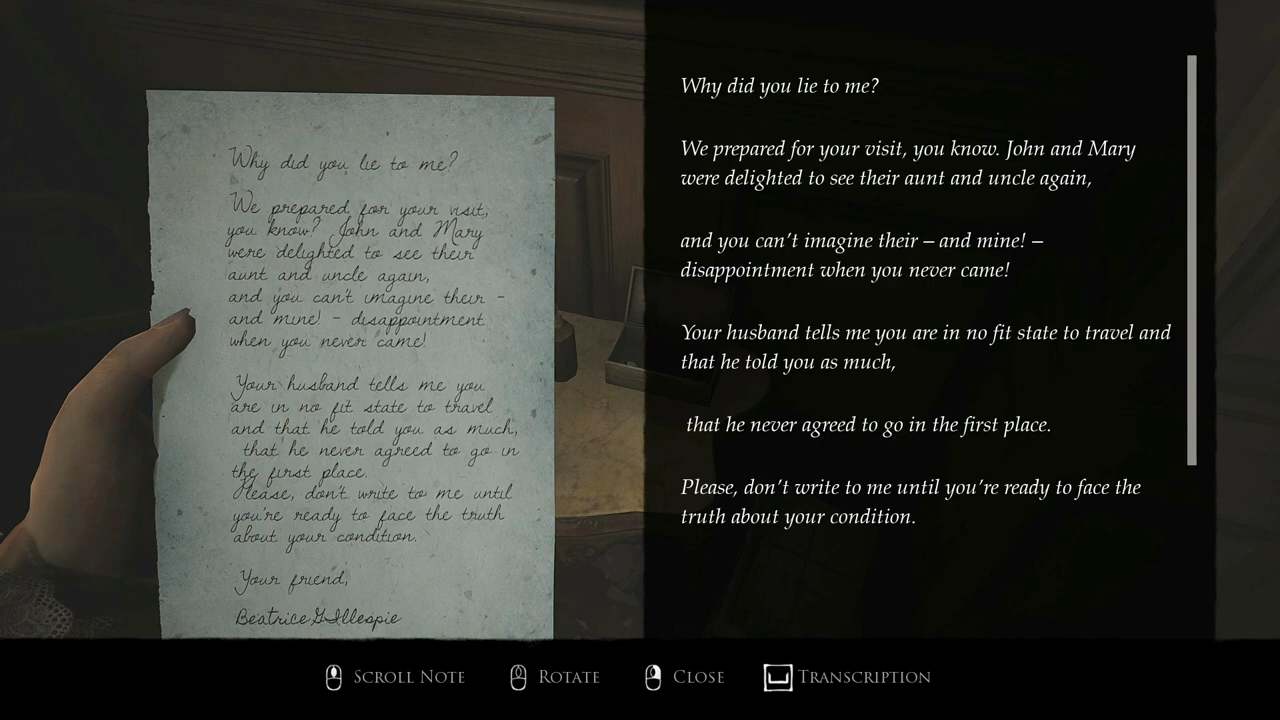 Why did you lie to me?
We prepared for your visit,
you know? John and Mary
were delighted to see their
aunt and uncle again,
and you can't imagine their -
and mine! - disappointment
when you never came!
Your husband tells me you
are in no fit state to travel
and that he told you as much,
that he never agreed to go in
the first place.
Please, don't write to me until
you're ready to face the truth
about your condition.
Your friend,
Beatrice Gillespie
Why did you lie to me?
We prepared for your visit, you know. John and Mary
were delighted to see their aunt and uncle again,
and you can't imagine their – and mine! –
disappointment when you never came!
Your husband tells me you are in no fit state to travel and
that he told you as much,
that he never agreed to go in the first place.
Please, don't write to me until you're ready to face the
truth about your condition.
Scroll Note Rotate Close Transcription